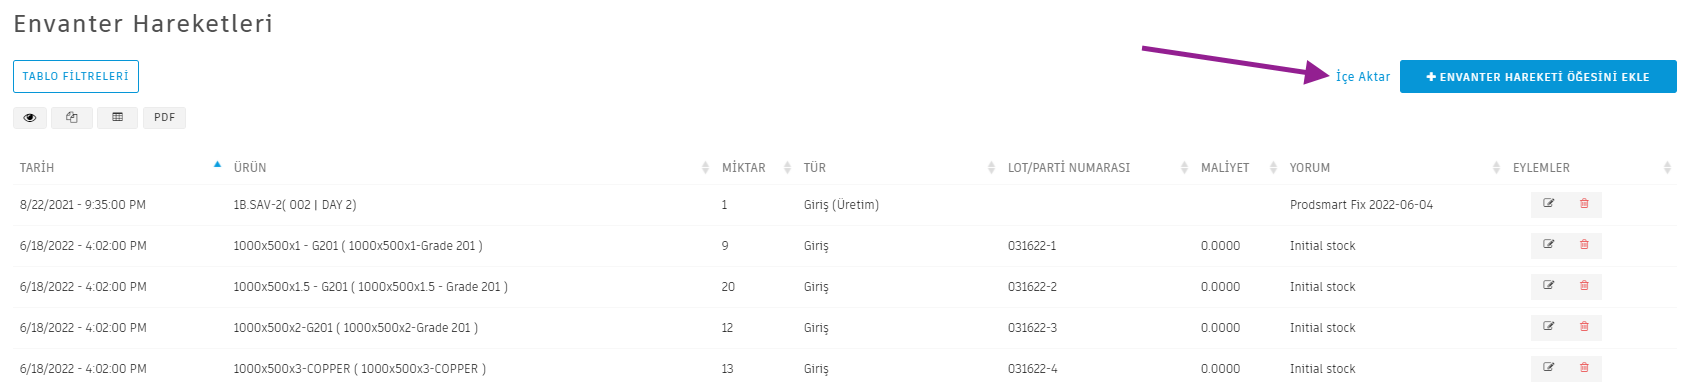 Envanter Hareketleri
TABLO FİLTRELERİ
İçe Aktar
ENVANTER HAREKETİ ÖĞESİNİ EKLE
PDF
TARİH ÜRÜN MİKTAR TÜR LOT/PARTİ NUMARASI MALİYET YORUM EYLEMLER
8/22/2021 - 9:35:00 PM 1B.SAV-2( 002 | DAY 2) 1 Giriş (Üretim) Prodsmart Fix 2022-06-04
6/18/2022 - 4:02:00 PM 1000x500x1 - G201 ( 1000x500x1-Grade 201 ) 9 Giriş 031622-1 0.0000 Initial stock
6/18/2022 - 4:02:00 PM 1000x500x1.5 - G201 ( 1000x500x1.5 - Grade 201 ) 20 Giriş 031622-2 0.0000 Initial stock
6/18/2022 - 4:02:00 PM 1000x500x2-G201 ( 1000x500x2-Grade 201 ) 12 Giriş 031622-3 0.0000 Initial stock
6/18/2022 - 4:02:00 PM 1000x500x3-COPPER ( 1000x500x3-COPPER ) 13 Giriş 031622-4 0.0000 Initial stock